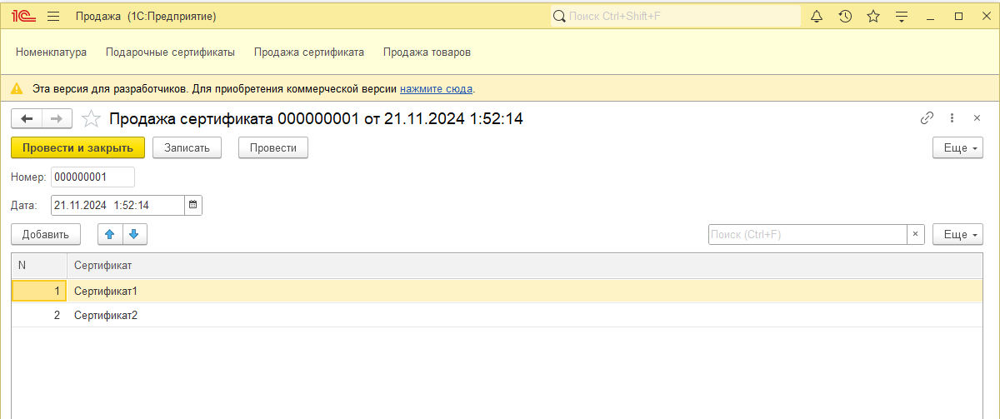 1С Продажа (1С:Предприятие) Поиск Ctrl+Shift+F
Номенклатура Подарочные сертификаты Продажа сертификата Продажа товаров
Эта версия для разработчиков. Для приобретения коммерческой версии нажмите сюда.
Продажа сертификата 000000001 от 21.11.2024 1:52:14
Провести и закрыть Записать Провести Еще
Номер: 000000001
Дата: 21.11.2024 1:52:14
Добавить Поиск (Ctrl+F) × Еще
N Сертификат
1 Сертификат1
2 Сертификат2